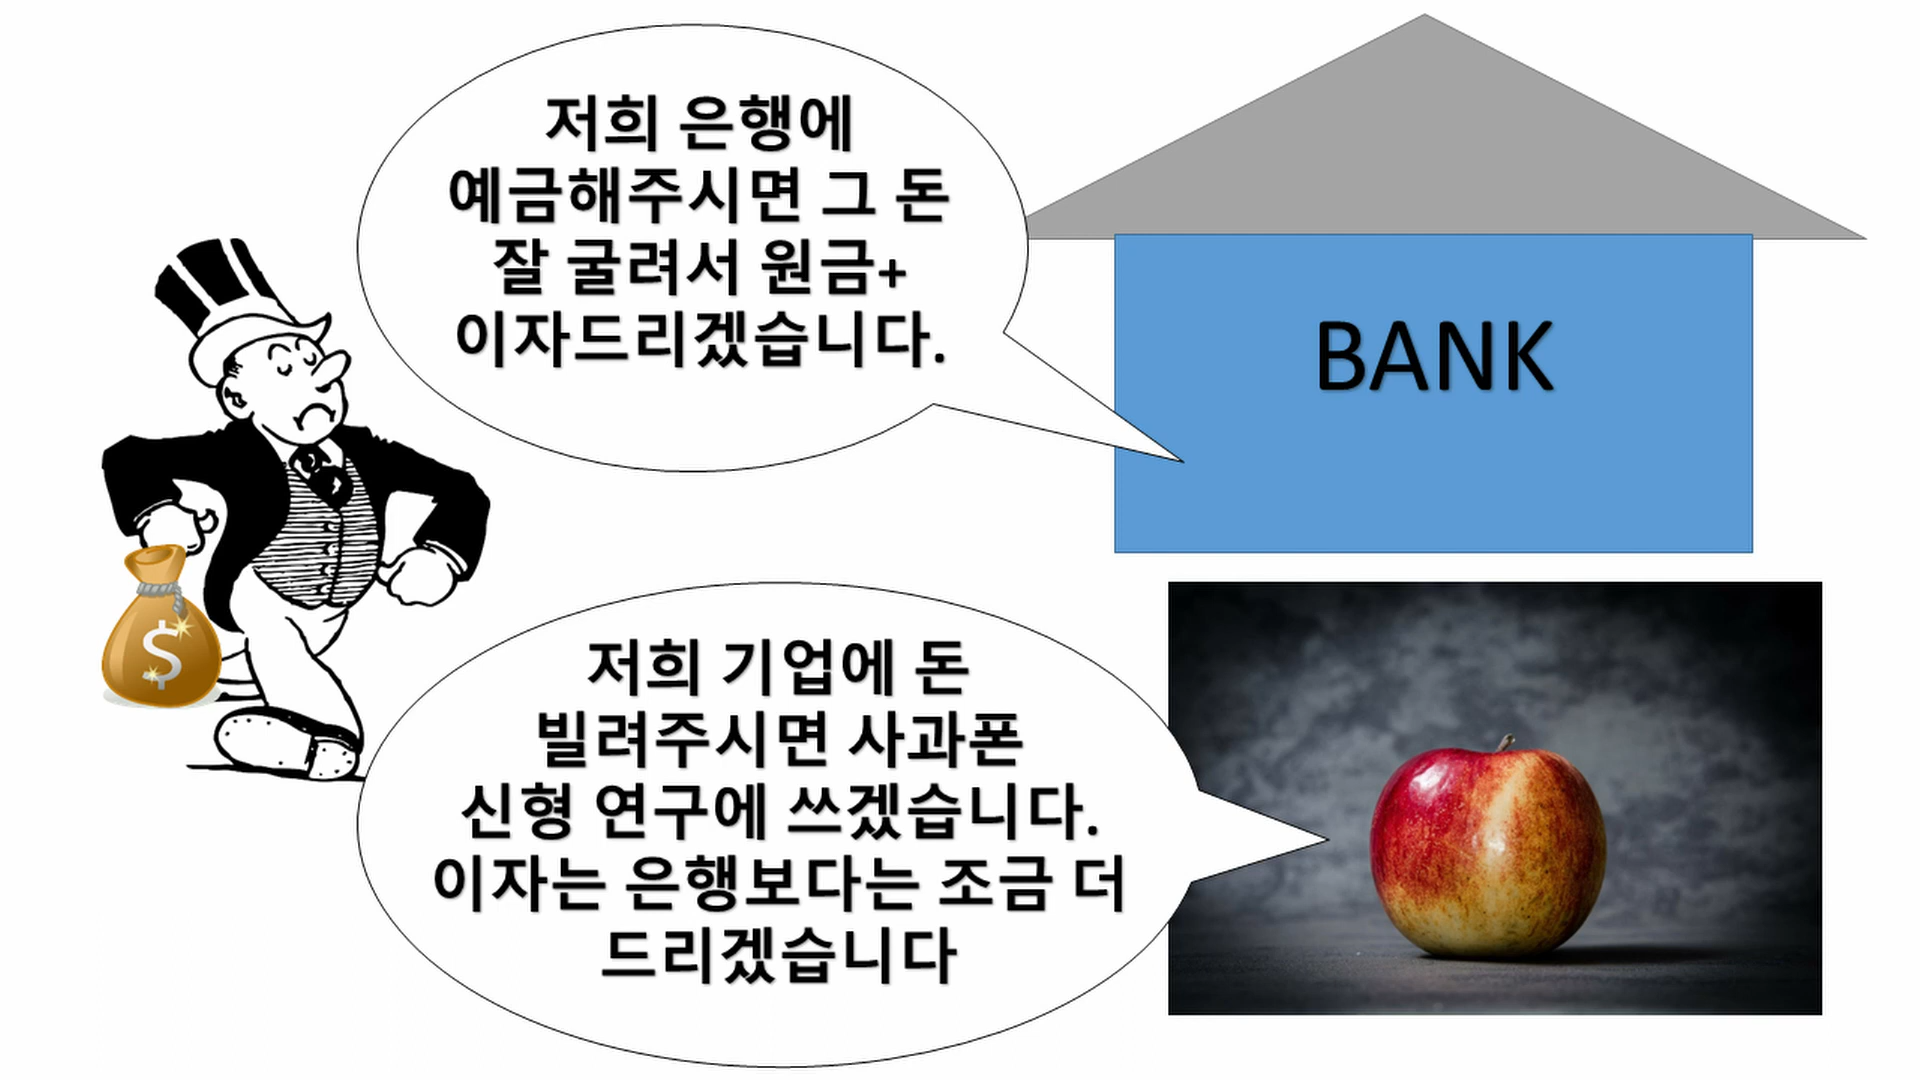 저희 은행에
예금해주시면 그 돈
잘 굴려서 원금+
이자드리겠습니다.
BANK
$
저희 기업에 돈
빌려주시면 사과폰
신형 연구에 쓰겠습니다.
이자는 은행보다는 조금 더
드리겠습니다